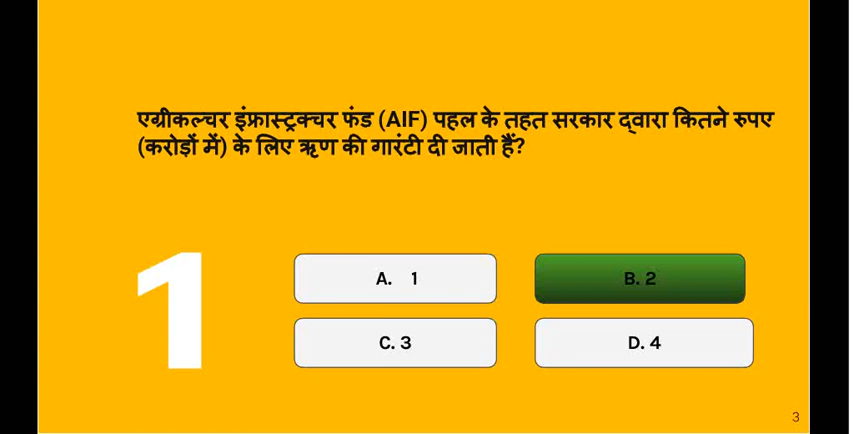 एग्रीकल्चर इंफ्रास्ट्रक्चर फंड (AIF) पहल के तहत सरकार द्वारा कितने रुपए
(करोड़ों में) के लिए ऋण की गारंटी दी जाती हैं?
1
A. 1
B. 2
C. 3
D. 4
3